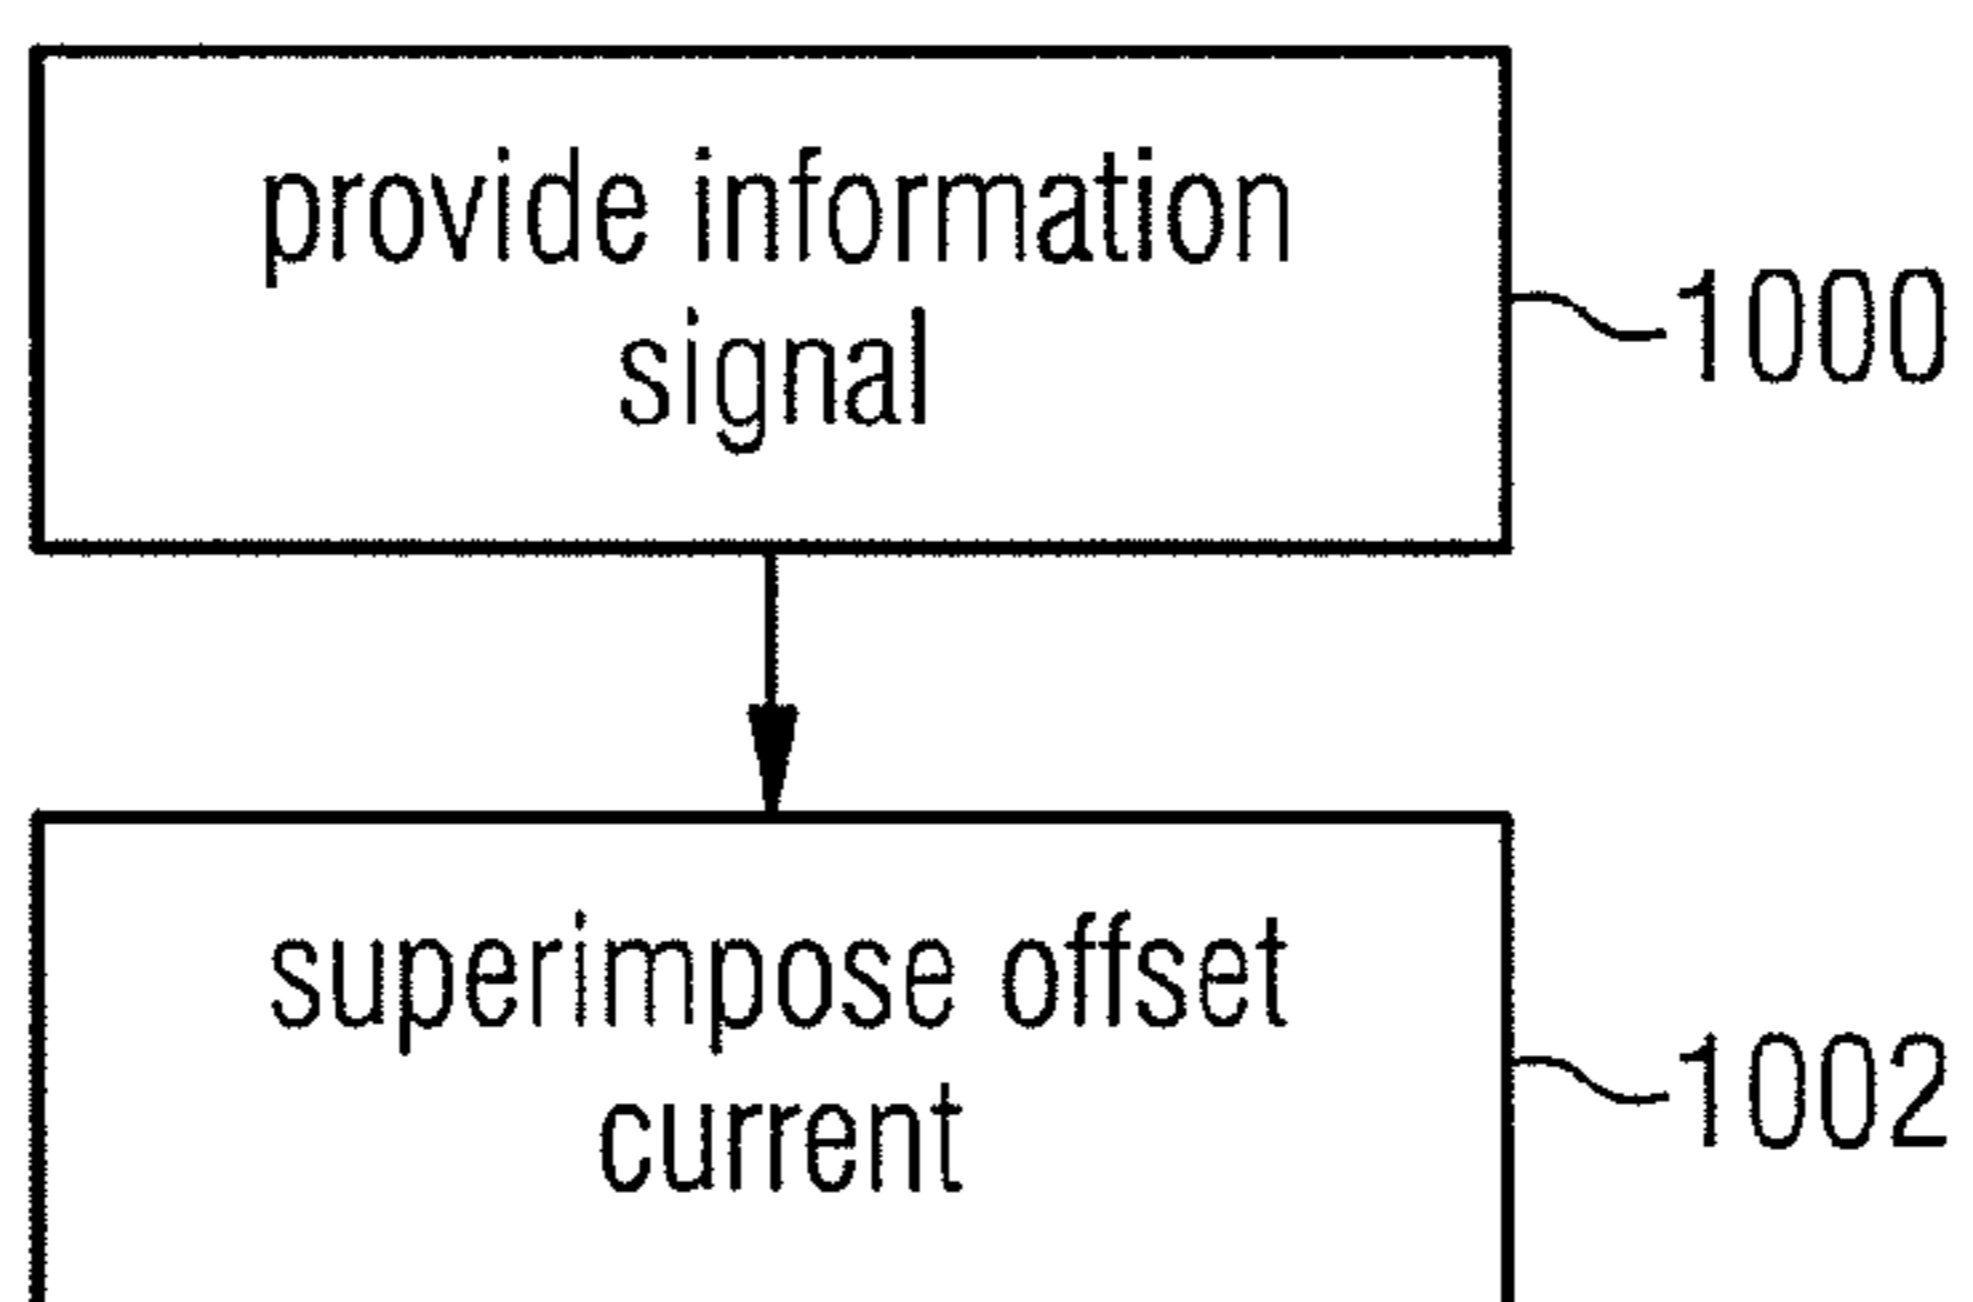 provide information
signal
1000
superimpose offset
current
1002